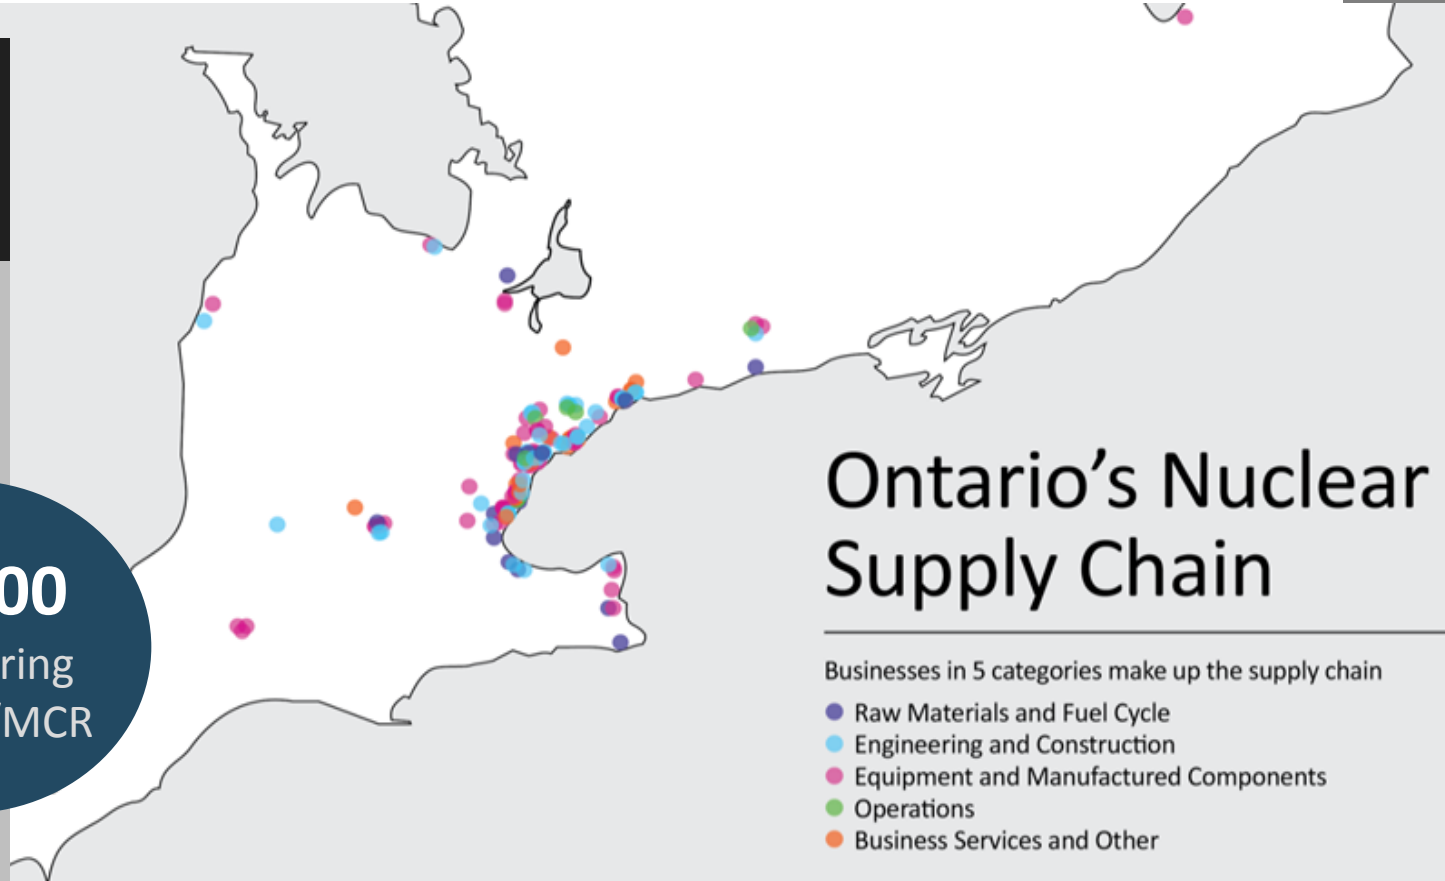 Ontario’s Nuclear
Supply Chain
Businesses in 5 categories make up the supply chain
Raw Materials and Fuel Cycle
Engineering and Construction
Equipment and Manufactured Components
Operations
Business Services and Other
00
ring
/MCR